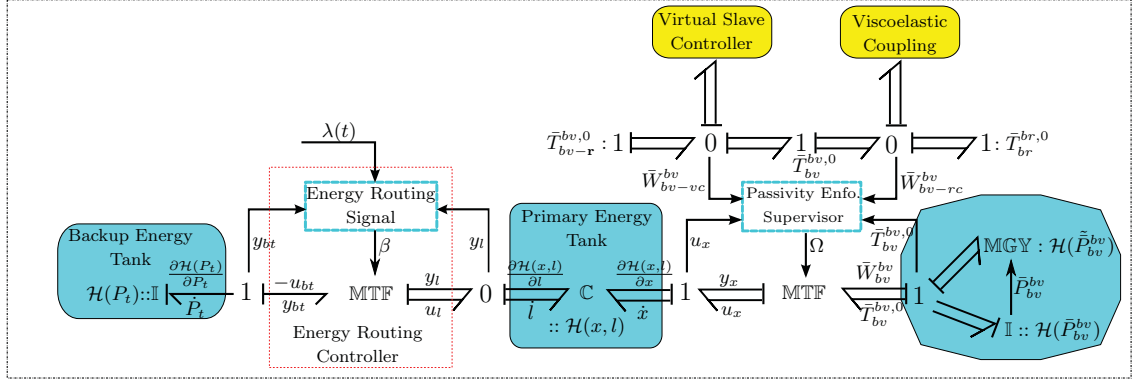 Virtual Slave
Controller
Viscoelastic
Coupling
λ(t)
T̄_{bv−r}^{bv,0} : 1
0
1
T̄_{bv}^{bv,0}
0
1 : T̄_{br}^{br,0}
W̄_{bv−vc}^{bv}
W̄_{bv−rc}^{bv}
Energy Routing
Signal
Passivity Enfo.
Supervisor
Backup Energy
Tank
∂H(P_t)/∂P_t
H(P_t)::𝕀
Ṗ_t
1
y_{bt}
−u_{bt}
y_{bt}
β
𝕄𝕋𝔽
y_l
u_l
y_l
0
Energy Routing
Controller
Primary Energy
Tank
∂H(x,l)/∂l
l̇
ℂ
:: H(x, l)
∂H(x,l)/∂x
ẋ
1
u_x
y_x
u_x
Ω
𝕄𝕋𝔽
T̄_{bv}^{bv,0}
W̄_{bv}^{bv}
T̄_{bv}^{bv,0}
1
𝕄𝔾𝕐 : H(P̃̄_{bv}^{bv})
P̄_{bv}^{bv}
𝕀 :: H(P̄_{bv}^{bv})